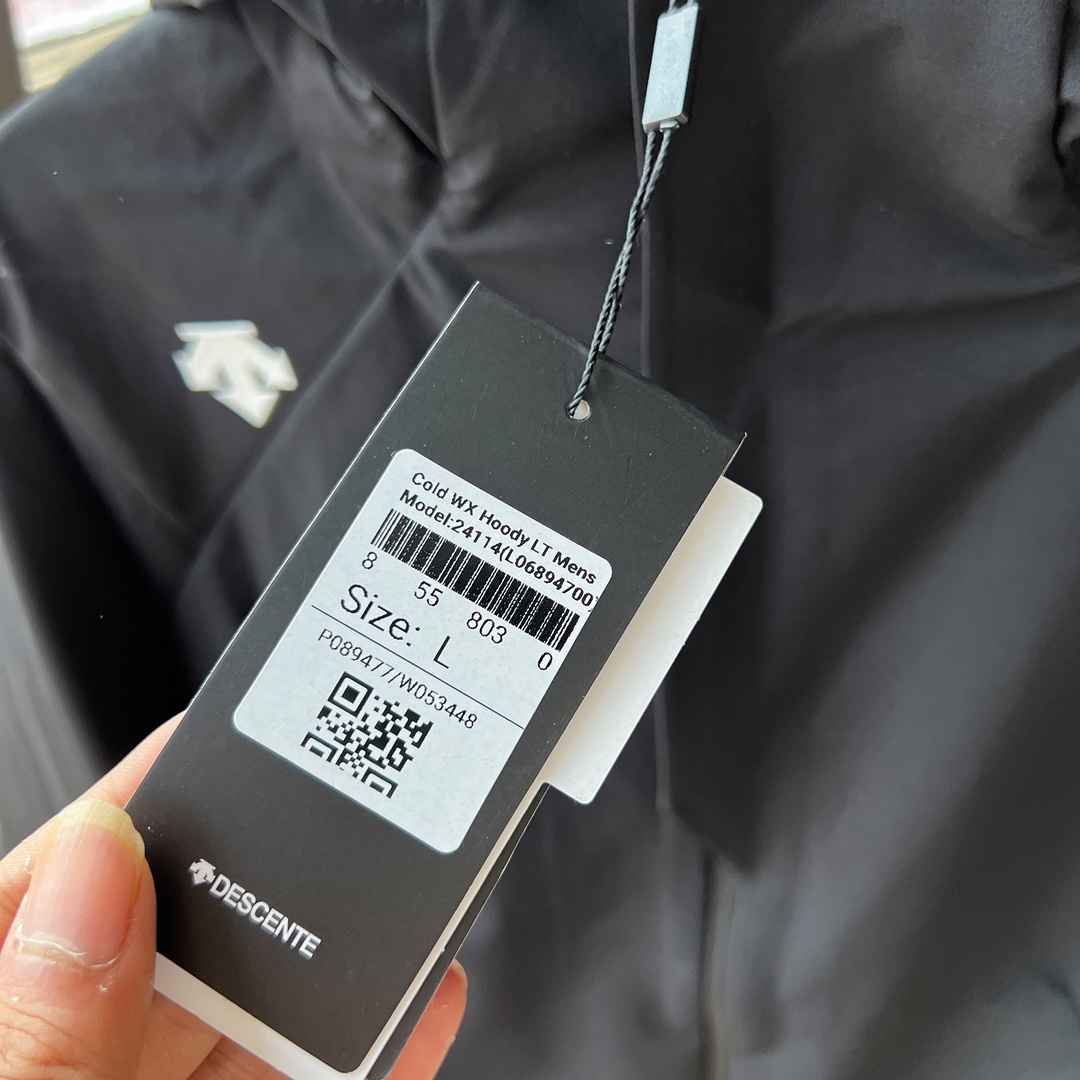 Cold WX Hoody LT Mens
Model:24114(L06894700
8 55 803 0
Size: L
P089477/W053448
DESCENTE